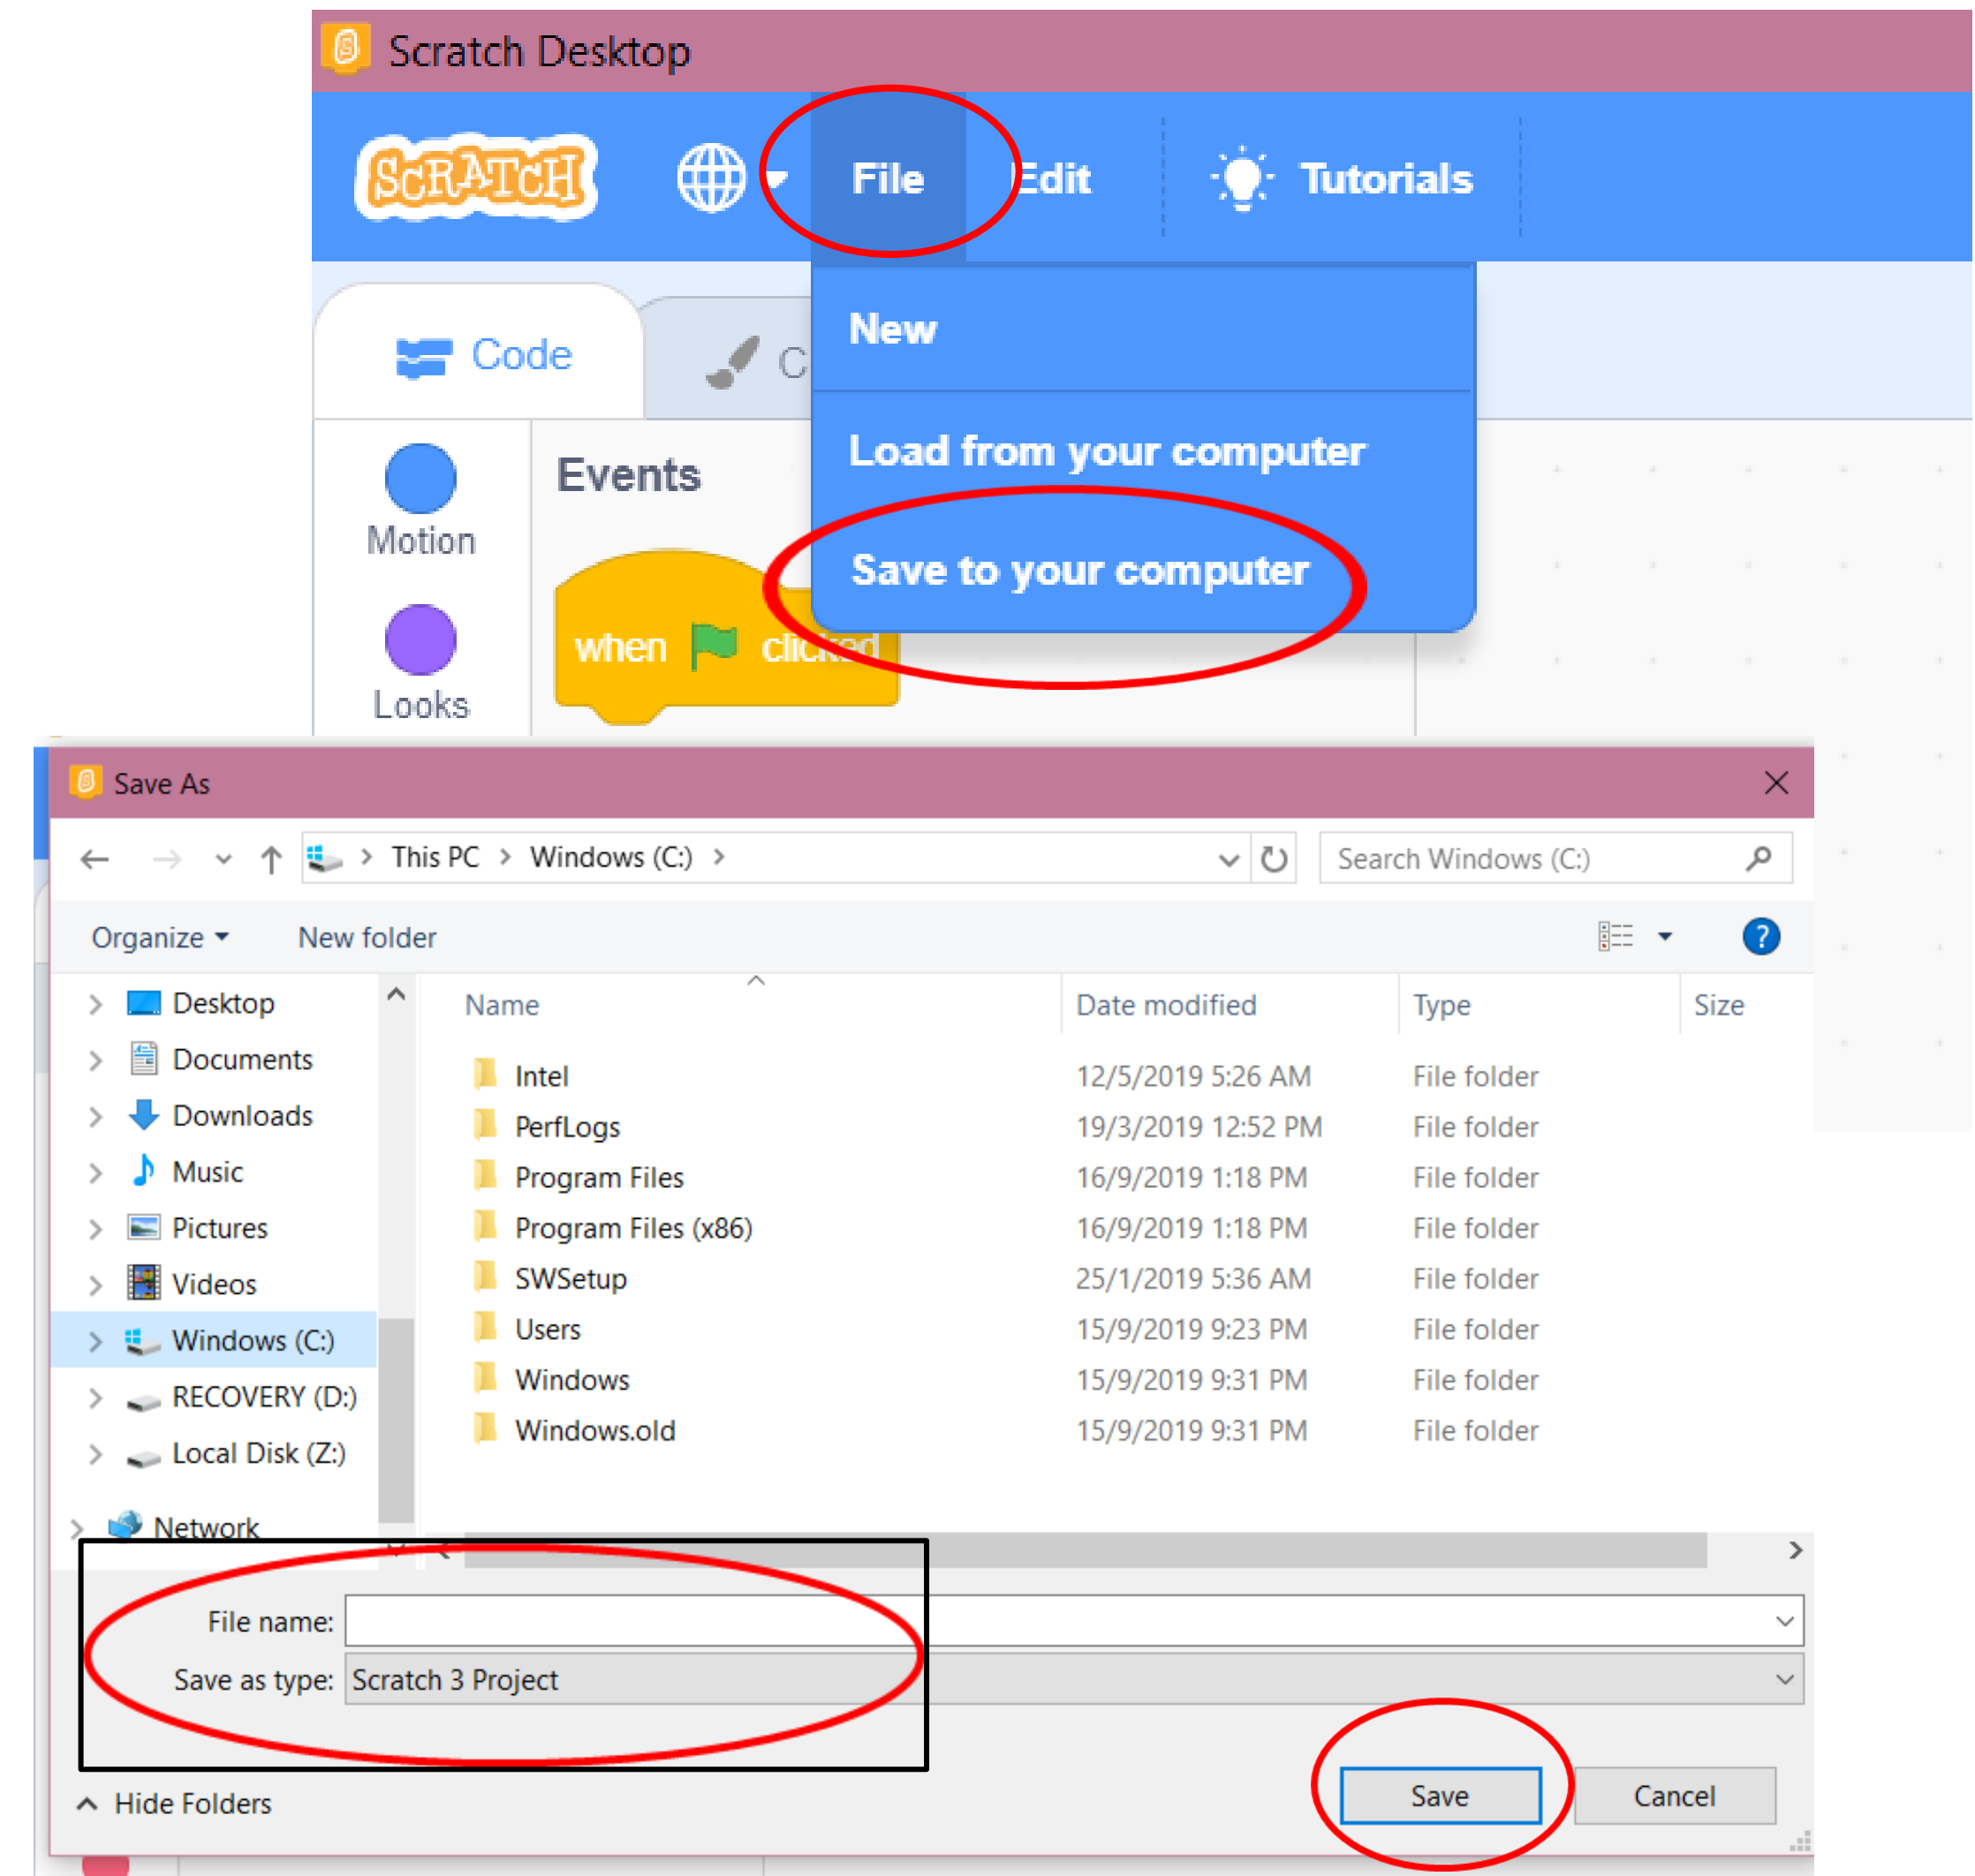 Scratch Desktop
SCRATCH File Edit Tutorials
New
Load from your computer
Save to your computer
Code C
Events
Motion
when clicked
Looks
Save As
This PC > Windows (C:) >
Search Windows (C:)
Organize New folder
Desktop
Documents
Downloads
Music
Pictures
Videos
Windows (C:)
RECOVERY (D:)
Local Disk (Z:)
Network
Name Date modified Type Size
Intel 12/5/2019 5:26 AM File folder
PerfLogs 19/3/2019 12:52 PM File folder
Program Files 16/9/2019 1:18 PM File folder
Program Files (x86) 16/9/2019 1:18 PM File folder
SWSetup 25/1/2019 5:36 AM File folder
Users 15/9/2019 9:23 PM File folder
Windows 15/9/2019 9:31 PM File folder
Windows.old 15/9/2019 9:31 PM File folder
File name:
Save as type: Scratch 3 Project
Hide Folders
Save Cancel